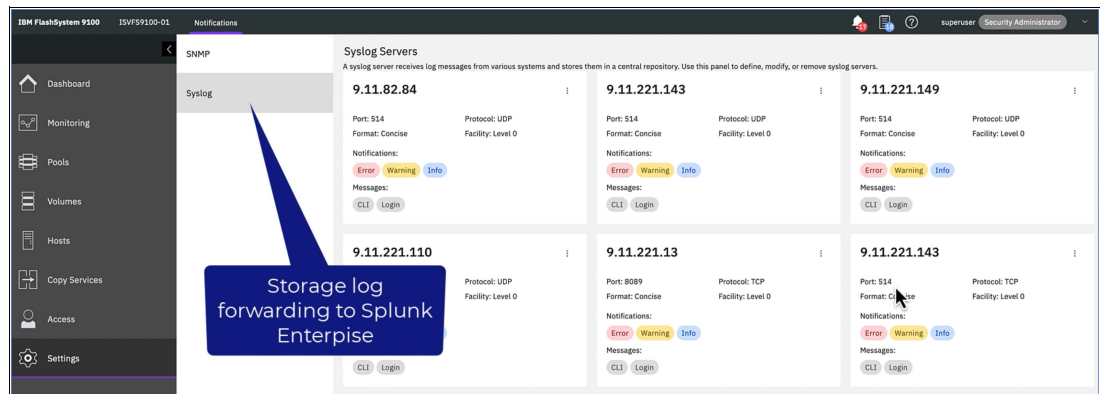 IBM FlashSystem 9100 ISVFS9100-01 Notifications superuser Security Administrator
SNMP
Syslog
Dashboard
Monitoring
Pools
Volumes
Hosts
Copy Services
Access
Settings
Syslog Servers
A syslog server receives log messages from various systems and stores them in a central repository. Use this panel to define, modify, or remove syslog servers.
9.11.82.84
Port: 514 Protocol: UDP
Format: Concise Facility: Level 0
Notifications:
Error Warning Info
Messages:
CLI Login
9.11.221.143
Port: 514 Protocol: UDP
Format: Concise Facility: Level 0
Notifications:
Error Warning Info
Messages:
CLI Login
9.11.221.149
Port: 514 Protocol: UDP
Format: Concise Facility: Level 0
Notifications:
Error Warning Info
Messages:
CLI Login
9.11.221.110
Protocol: UDP
Facility: Level 0
Info
CLI Login
9.11.221.13
Port: 8089 Protocol: TCP
Format: Concise Facility: Level 0
Notifications:
Error Warning Info
Messages:
CLI Login
9.11.221.143
Port: 514 Protocol: TCP
Format: Concise Facility: Level 0
Notifications:
Error Warning Info
Messages:
CLI Login
Storage log
forwarding to Splunk
Enterpise